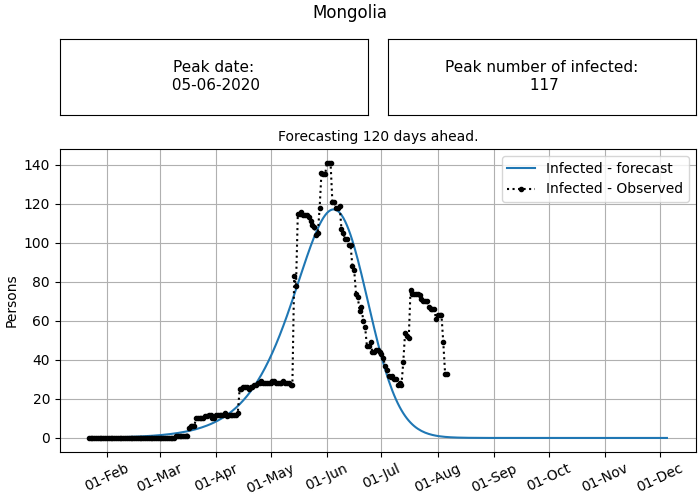 Mongolia
Peak date:
05-06-2020
Peak number of infected:
117
Forecasting 120 days ahead.
Infected - forecast
Infected - Observed
Persons
140
120
100
80
60
40
20
0
01-Feb
01-Mar
01-Apr
01-May
01-Jun
01-Jul
01-Aug
01-Sep
01-Oct
01-Nov
01-Dec